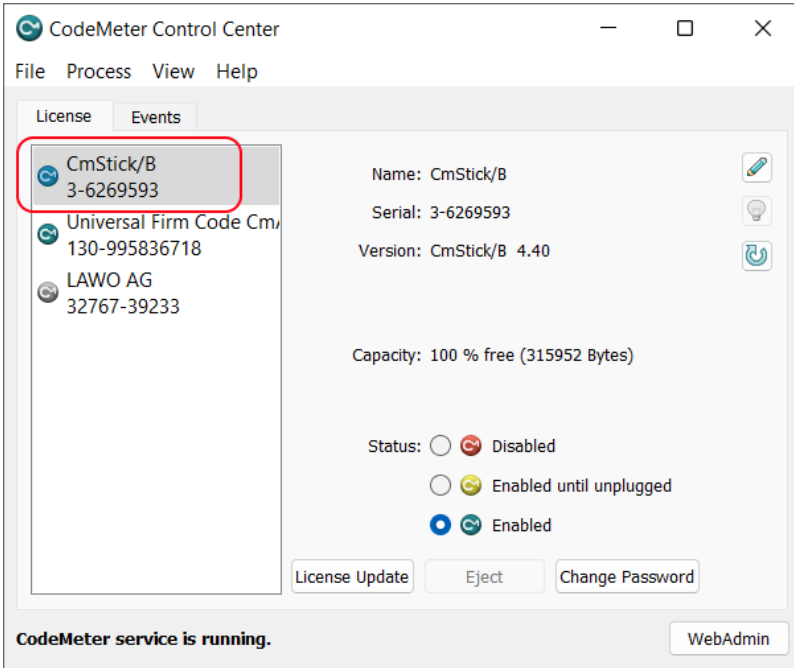 CodeMeter Control Center
File Process View Help
License Events
CmStick/B
3-6269593
Universal Firm Code Cm
130-995836718
LAWO AG
32767-39233
Name: CmStick/B
Serial: 3-6269593
Version: CmStick/B 4.40
Capacity: 100 % free (315952 Bytes)
Status: Disabled
Enabled until unplugged
Enabled
License Update Eject Change Password
CodeMeter service is running. WebAdmin